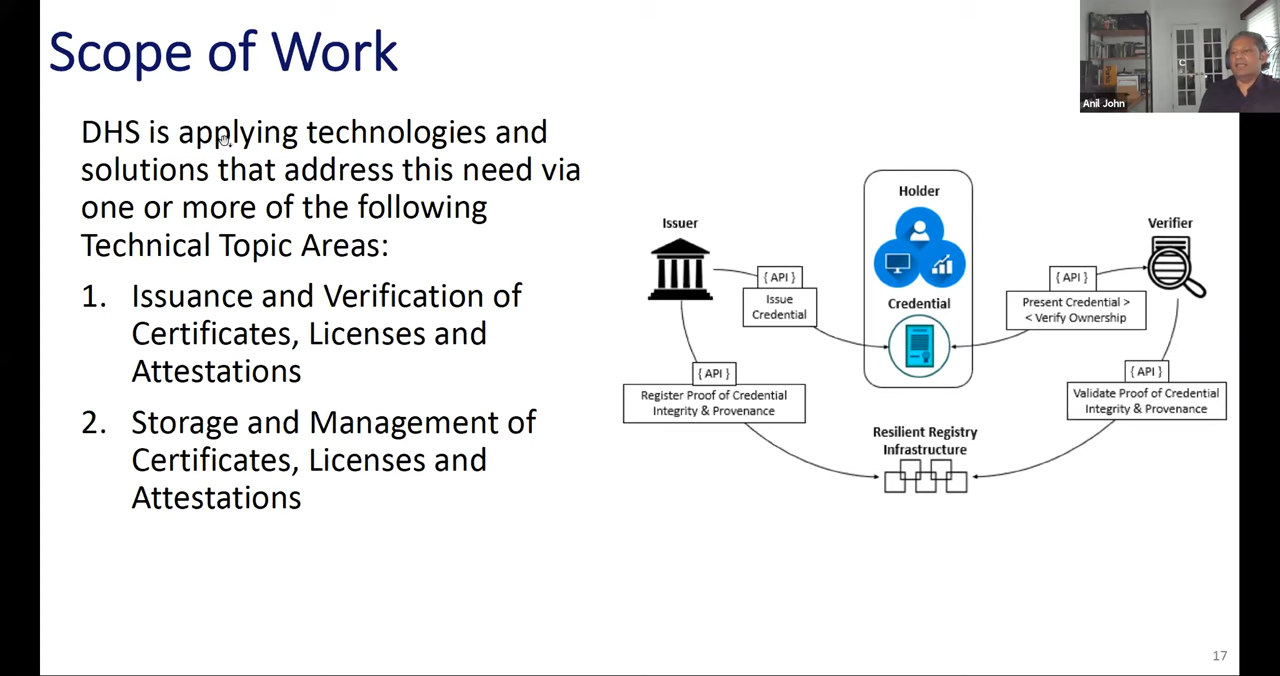 Scope of Work
Anil John
DHS is applying technologies and
solutions that address this need via
one or more of the following
Technical Topic Areas:
1. Issuance and Verification of
Certificates, Licenses and
Attestations
2. Storage and Management of
Certificates, Licenses and
Attestations
Holder
Issuer
Verifier
{ API }
Issue
Credential
Credential
{ API }
Present Credential >
< Verify Ownership
{ API }
Register Proof of Credential
Integrity & Provenance
{ API }
Validate Proof of Credential
Integrity & Provenance
Resilient Registry
Infrastructure
17